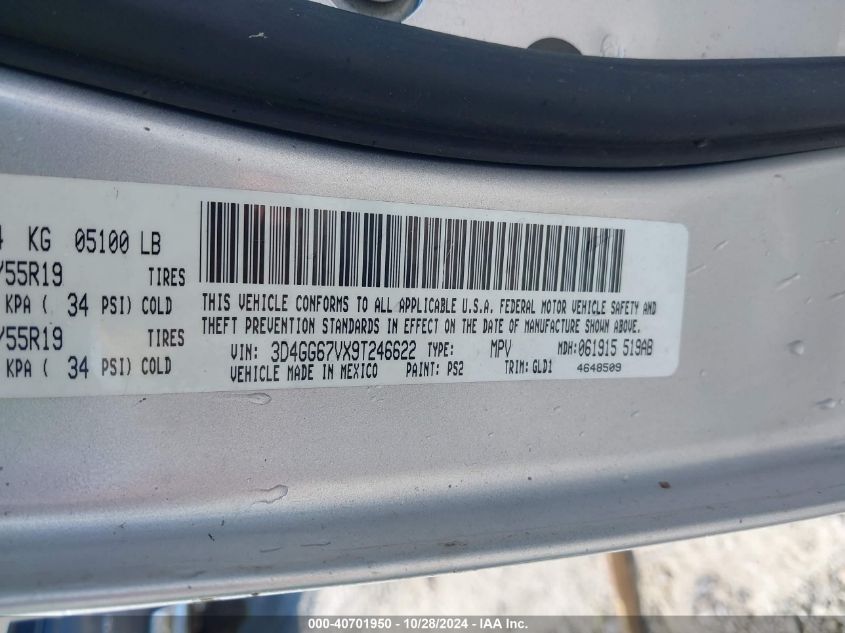 4 KG 05100 LB
/55R19 TIRES
KPA ( 34 PSI) COLD
/55R19 TIRES
KPA ( 34 PSI) COLD
THIS VEHICLE CONFORMS TO ALL APPLICABLE U.S.A. FEDERAL MOTOR VEHICLE SAFETY AND
THEFT PREVENTION STANDARDS IN EFFECT ON THE DATE OF MANUFACTURE SHOWN ABOVE.
VIN: 3D4GG67VX9T246622 TYPE: MPV MDH: 061915 519AB
VEHICLE MADE IN MEXICO PAINT: PS2 TRIM: GLD1 4648509
000-40701950 - 10/28/2024 - IAA Inc.